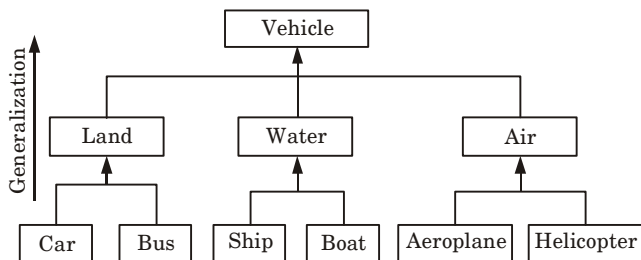 Vehicle
Generalization
Land
Water
Air
Car
Bus
Ship
Boat
Aeroplane
Helicopter